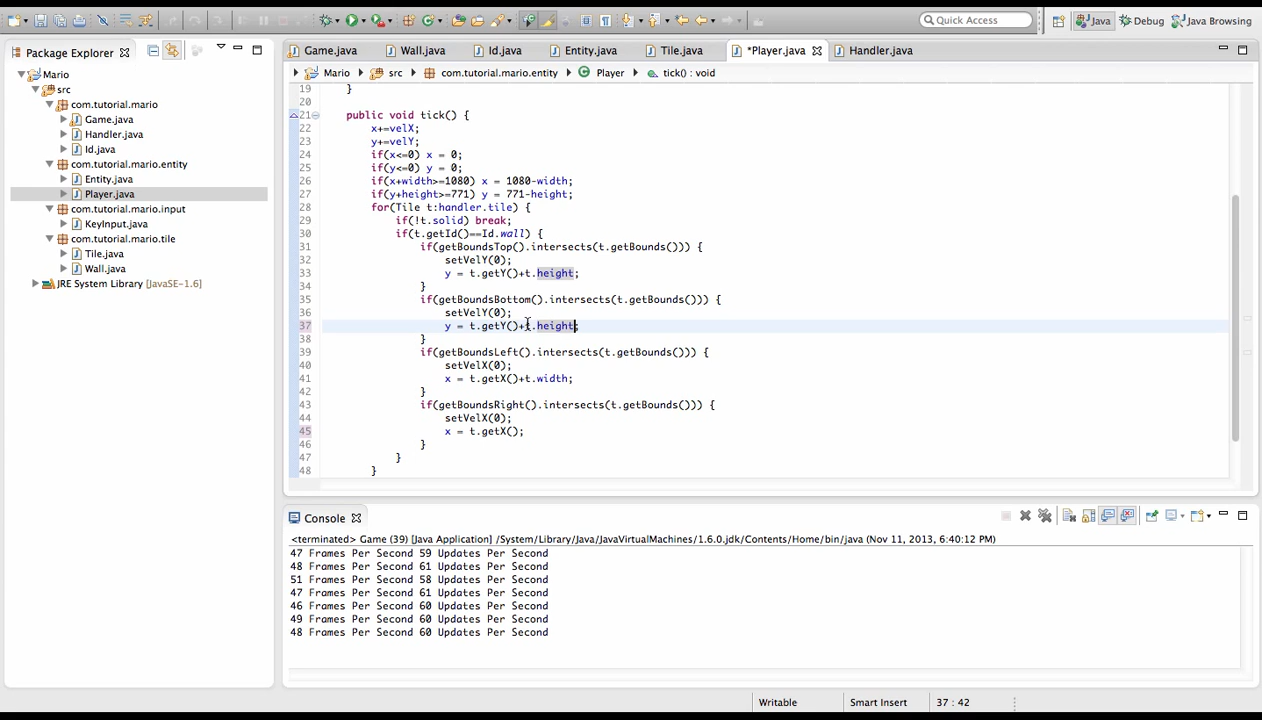 Quick Access
Java
Debug
Java Browsing
Package Explorer
Game.java
Wall.java
Id.java
Entity.java
Tile.java
*Player.java
Handler.java
Mario
src
com.tutorial.mario.entity
Player
tick() : void
Mario
src
com.tutorial.mario
Game.java
Handler.java
Id.java
com.tutorial.mario.entity
Entity.java
Player.java
com.tutorial.mario.input
KeyInput.java
com.tutorial.mario.tile
Tile.java
Wall.java
JRE System Library [JavaSE-1.6]
19 }
20
21 public void tick() {
22 x+=velX;
23 y+=velY;
24 if(x<=0) x = 0;
25 if(y<=0) y = 0;
26 if(x+width>=1080) x = 1080-width;
27 if(y+height>=771) y = 771-height;
28 for(Tile t:handler.tile) {
29 if(!t.solid) break;
30 if(t.getId()==Id.wall) {
31 if(getBoundsTop().intersects(t.getBounds())) {
32 setVelY(0);
33 y = t.getY()+t.height;
34 }
35 if(getBoundsBottom().intersects(t.getBounds())) {
36 setVelY(0);
37 y = t.getY()+t.height;
38 }
39 if(getBoundsLeft().intersects(t.getBounds())) {
40 setVelX(0);
41 x = t.getX()+t.width;
42 }
43 if(getBoundsRight().intersects(t.getBounds())) {
44 setVelX(0);
45 x = t.getX();
46 }
47 }
48 }
Console
<terminated> Game (39) [Java Application] /System/Library/Java/JavaVirtualMachines/1.6.0.jdk/Contents/Home/bin/java (Nov 11, 2013, 6:40:12 PM)
47 Frames Per Second 59 Updates Per Second
48 Frames Per Second 61 Updates Per Second
51 Frames Per Second 58 Updates Per Second
47 Frames Per Second 61 Updates Per Second
46 Frames Per Second 60 Updates Per Second
49 Frames Per Second 60 Updates Per Second
48 Frames Per Second 60 Updates Per Second
Writable
Smart Insert
37 : 42